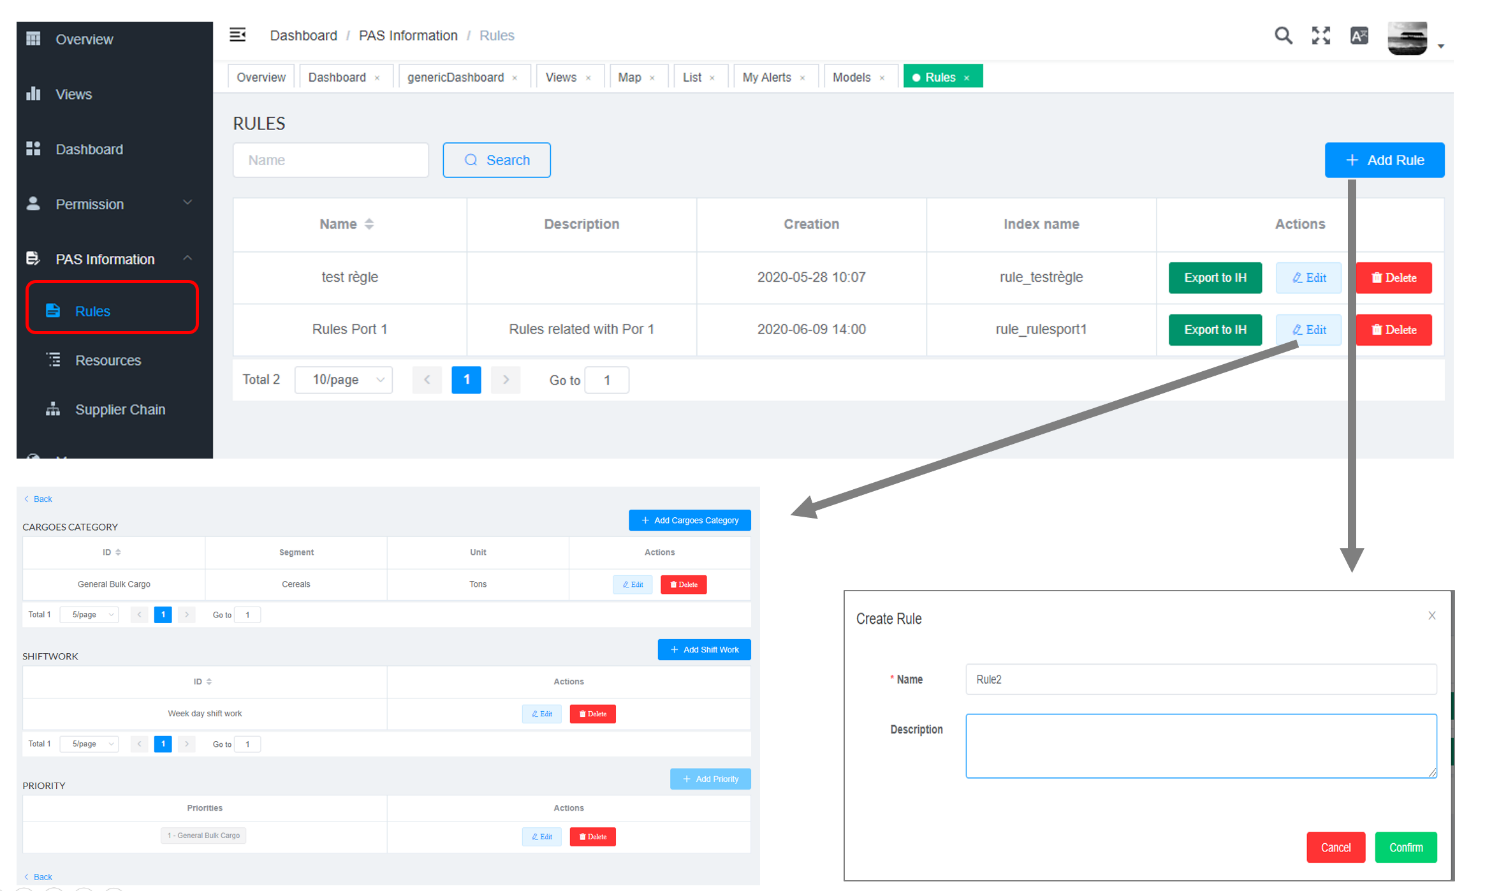 Overview
Views
Dashboard
Permission
PAS Information
Rules
Resources
Supplier Chain
Dashboard / PAS Information / Rules
Overview Dashboard × genericDashboard × Views × Map × List × My Alerts × Models × Rules ×
RULES
Name Search + Add Rule
Name Description Creation Index name Actions
test règle 2020-05-28 10:07 rule_testrègle Export to IH Edit Delete
Rules Port 1 Rules related with Por 1 2020-06-09 14:00 rule_rulesport1 Export to IH Edit Delete
Total 2 10/page < 1 > Go to 1
< Back
CARGOES CATEGORY + Add Cargoes Category
ID Segment Unit Actions
General Bulk Cargo Cereals Tons Edit Delete
Total 1 5/page < 1 > Go to 1
SHIFTWORK + Add Shift Work
ID Actions
Week day shift work Edit Delete
Total 1 5/page < 1 > Go to 1
PRIORITY + Add Priority
Priorities Actions
1 - General Bulk Cargo Edit Delete
< Back
Create Rule X
* Name Rule2
Description
Cancel Confirm